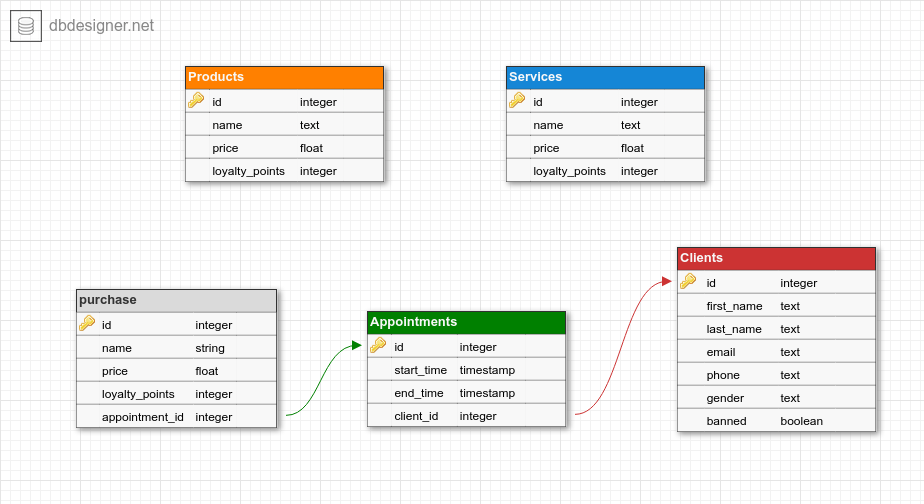 dbdesigner.net
Products
id integer
name text
price float
loyalty_points integer
Services
id integer
name text
price float
loyalty_points integer
Clients
id integer
first_name text
last_name text
email text
phone text
gender text
banned boolean
purchase
id integer
name string
price float
loyalty_points integer
appointment_id integer
Appointments
id integer
start_time timestamp
end_time timestamp
client_id integer